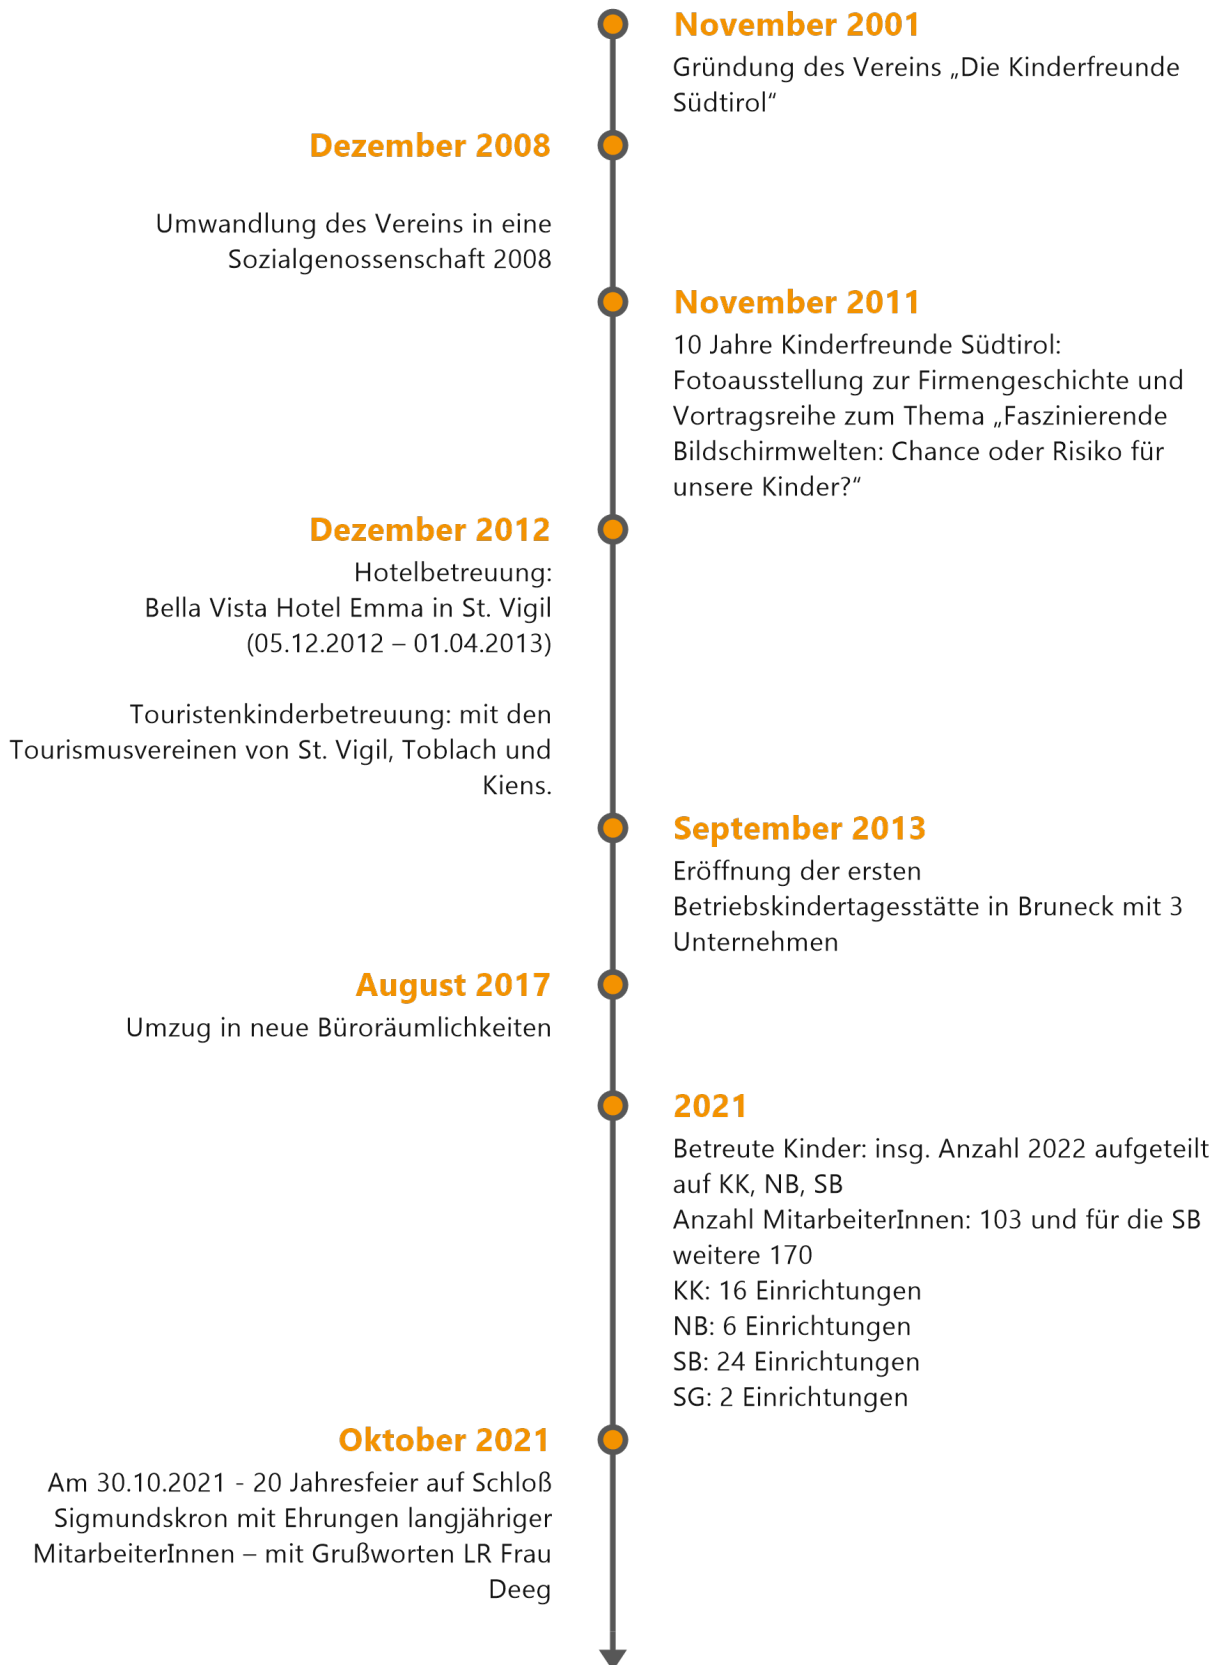 November 2001
Gründung des Vereins „Die Kinderfreunde
Südtirol“
Dezember 2008
Umwandlung des Vereins in eine
Sozialgenossenschaft 2008
November 2011
10 Jahre Kinderfreunde Südtirol:
Fotoausstellung zur Firmengeschichte und
Vortragsreihe zum Thema „Faszinierende
Bildschirmwelten: Chance oder Risiko für
unsere Kinder?“
Dezember 2012
Hotelbetreuung:
Bella Vista Hotel Emma in St. Vigil
(05.12.2012 – 01.04.2013)
Touristenkinderbetreuung: mit den
Tourismusvereinen von St. Vigil, Toblach und
Kiens.
September 2013
Eröffnung der ersten
Betriebskindertagesstätte in Bruneck mit 3
Unternehmen
August 2017
Umzug in neue Büroräumlichkeiten
2021
Betreute Kinder: insg. Anzahl 2022 aufgeteilt
auf KK, NB, SB
Anzahl MitarbeiterInnen: 103 und für die SB
weitere 170
KK: 16 Einrichtungen
NB: 6 Einrichtungen
SB: 24 Einrichtungen
SG: 2 Einrichtungen
Oktober 2021
Am 30.10.2021 - 20 Jahresfeier auf Schloß
Sigmundskron mit Ehrungen langjähriger
MitarbeiterInnen – mit Grußworten LR Frau
Deeg